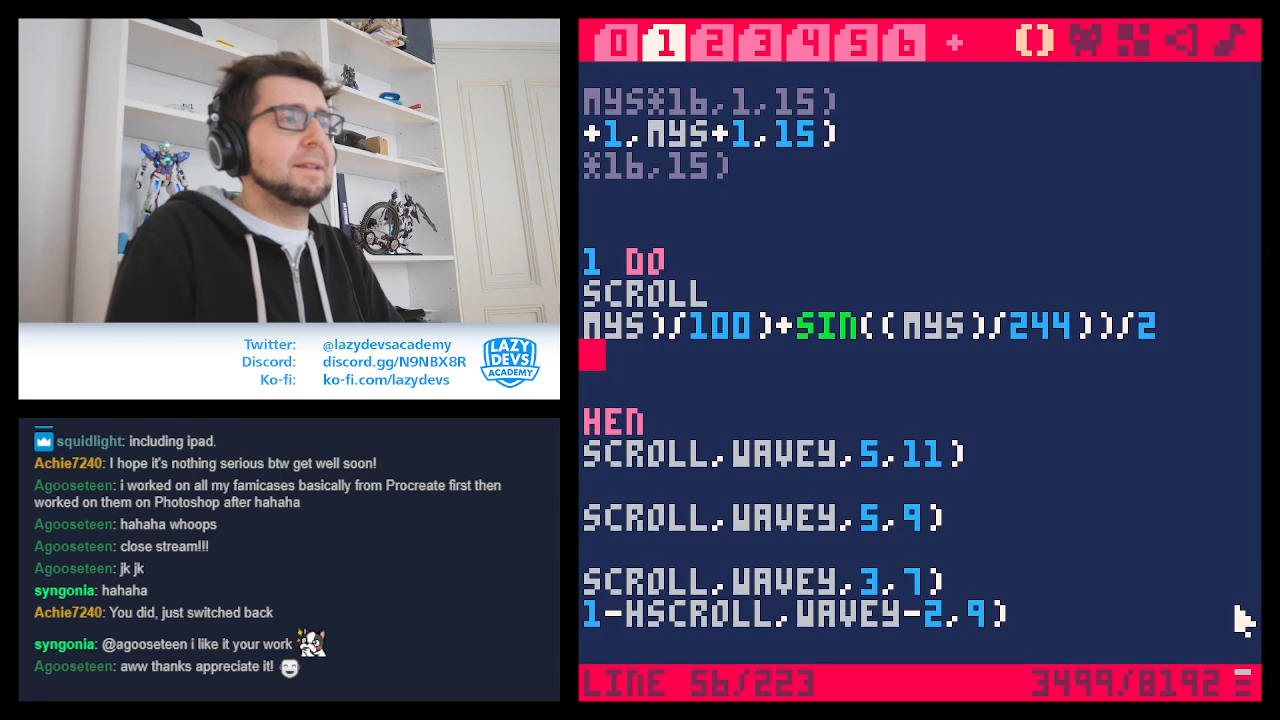 Twitter: @lazydevsacademy
Discord: discord.gg/N9NBX8R
Ko-fi: ko-fi.com/lazydevs
LAZY
DEVS
ACADEMY
squidlight: including ipad.
Achie7240: I hope it's nothing serious btw get well soon!
Agooseteen: i worked on all my famicases basically from Procreate first then
worked on them on Photoshop after hahaha
Agooseteen: hahaha whoops
Agooseteen: close stream!!!
Agooseteen: jk jk
syngonia: hahaha
Achie7240: You did, just switched back
syngonia: @agooseteen i like it your work
Agooseteen: aww thanks appreciate it!
0 1 2 3 4 5 6 +
MYS*16,1,15)
+1,MYS+1,15)
*16,15)
1 DO
SCROLL
MYS)/100)+SIN((MYS)/244))/2
HEN
SCROLL,WAVEY,5,11)
SCROLL,WAVEY,5,9)
SCROLL,WAVEY,3,7)
1-HSCROLL,WAVEY-2,9)
LINE 56/223
3499/8192